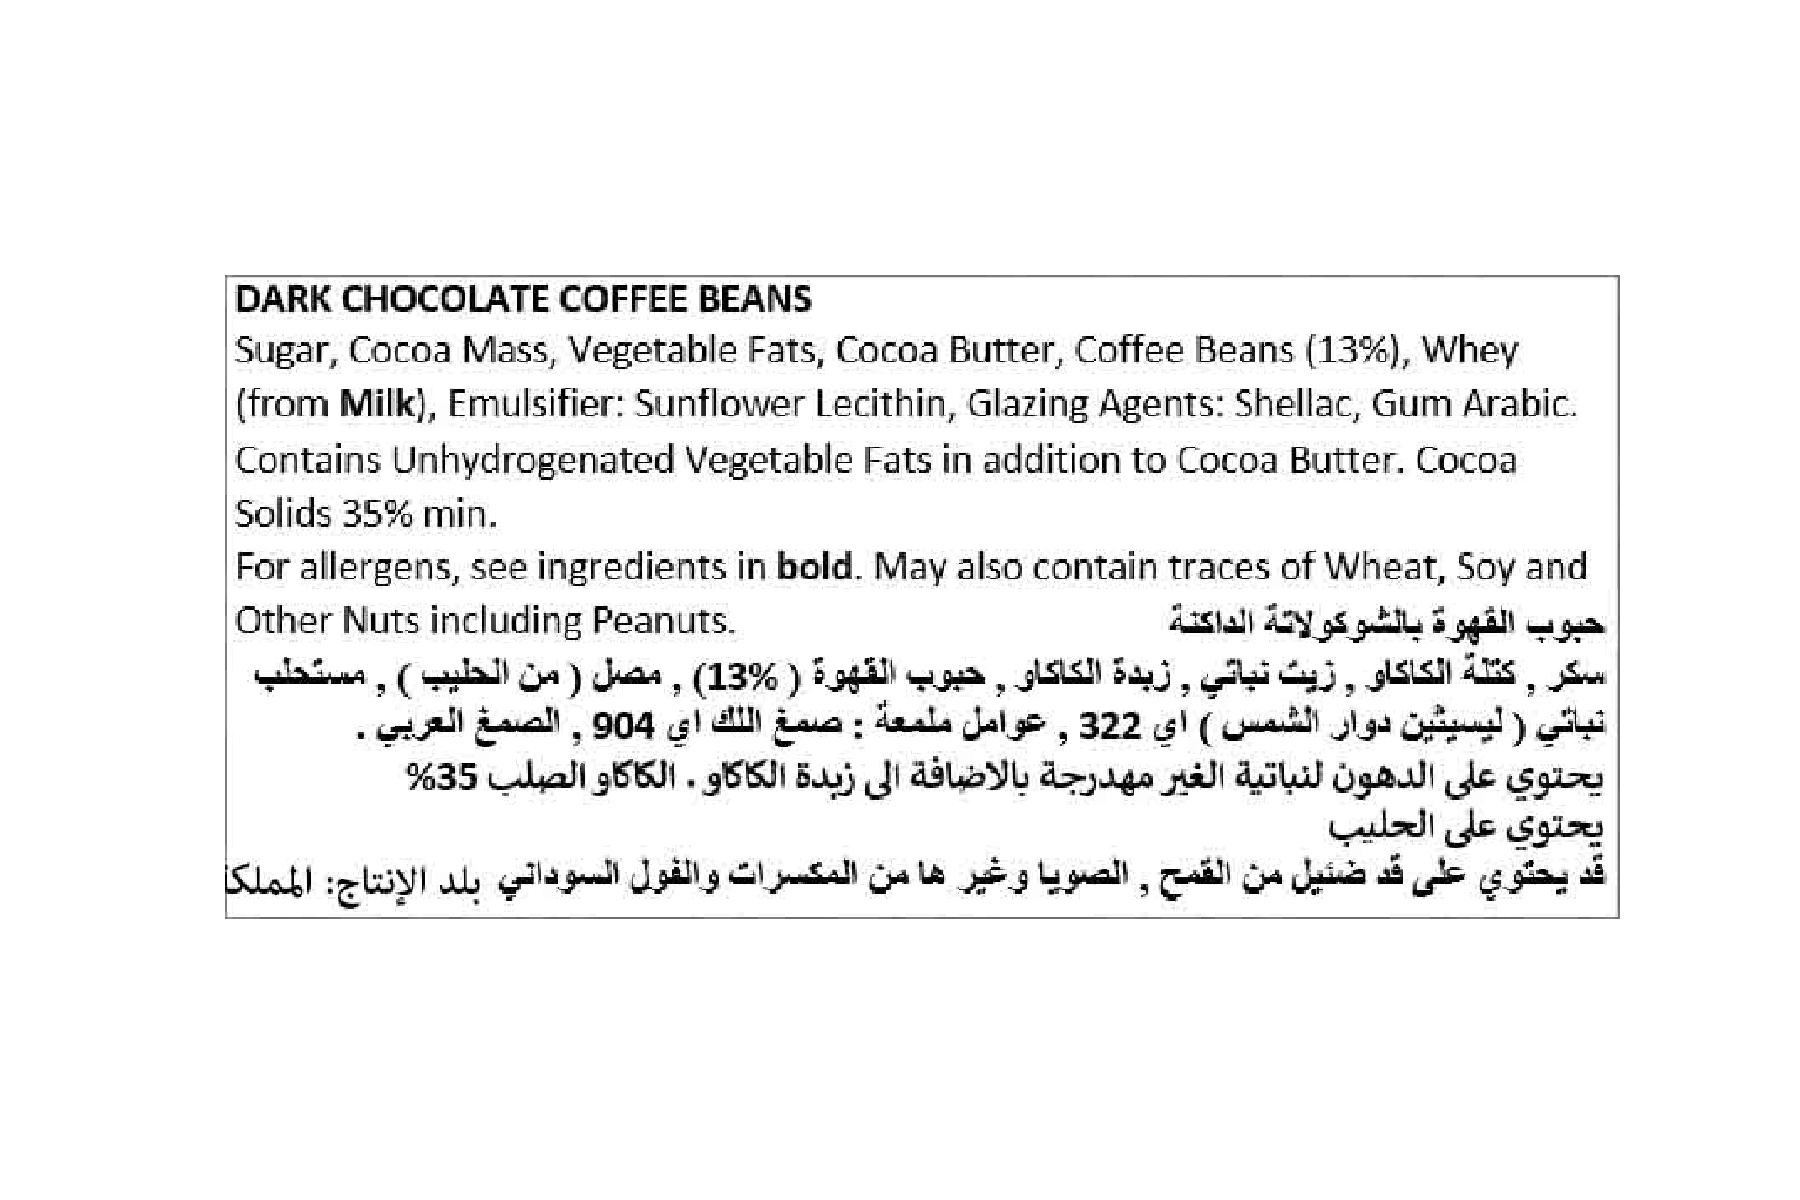 DARK CHOCOLATE COFFEE BEANS
Sugar, Cocoa Mass, Vegetable Fats, Cocoa Butter, Coffee Beans (13%), Whey
(from Milk), Emulsifier: Sunflower Lecithin, Glazing Agents: Shellac, Gum Arabic.
Contains Unhydrogenated Vegetable Fats in addition to Cocoa Butter. Cocoa
Solids 35% min.
For allergens, see ingredients in bold. May also contain traces of Wheat, Soy and
Other Nuts including Peanuts.
حبوب القهوة بالشوكولاتة الداكنة
سكر , كتلة الكاكاو , زيت نباتي , زبدة الكاكاو , حبوب القهوة ( 13%) , مصل ( من الحليب ) , مستحلب
نباتي ( ليسيثين دوار الشمس ) اي 322 , عوامل ملمعة : صمغ اللك اي 904 , الصمغ العربي .
يحتوي على الدهون لنباتية الغير مهدرجة بالاضافة الى زبدة الكاكاو . الكاكاو الصلب 35%
يحتوي على الحليب
قد يحتوي على قد ضئيل من القمح , الصويا وغير ها من المكسرات والفول السوداني بلد الإنتاج: